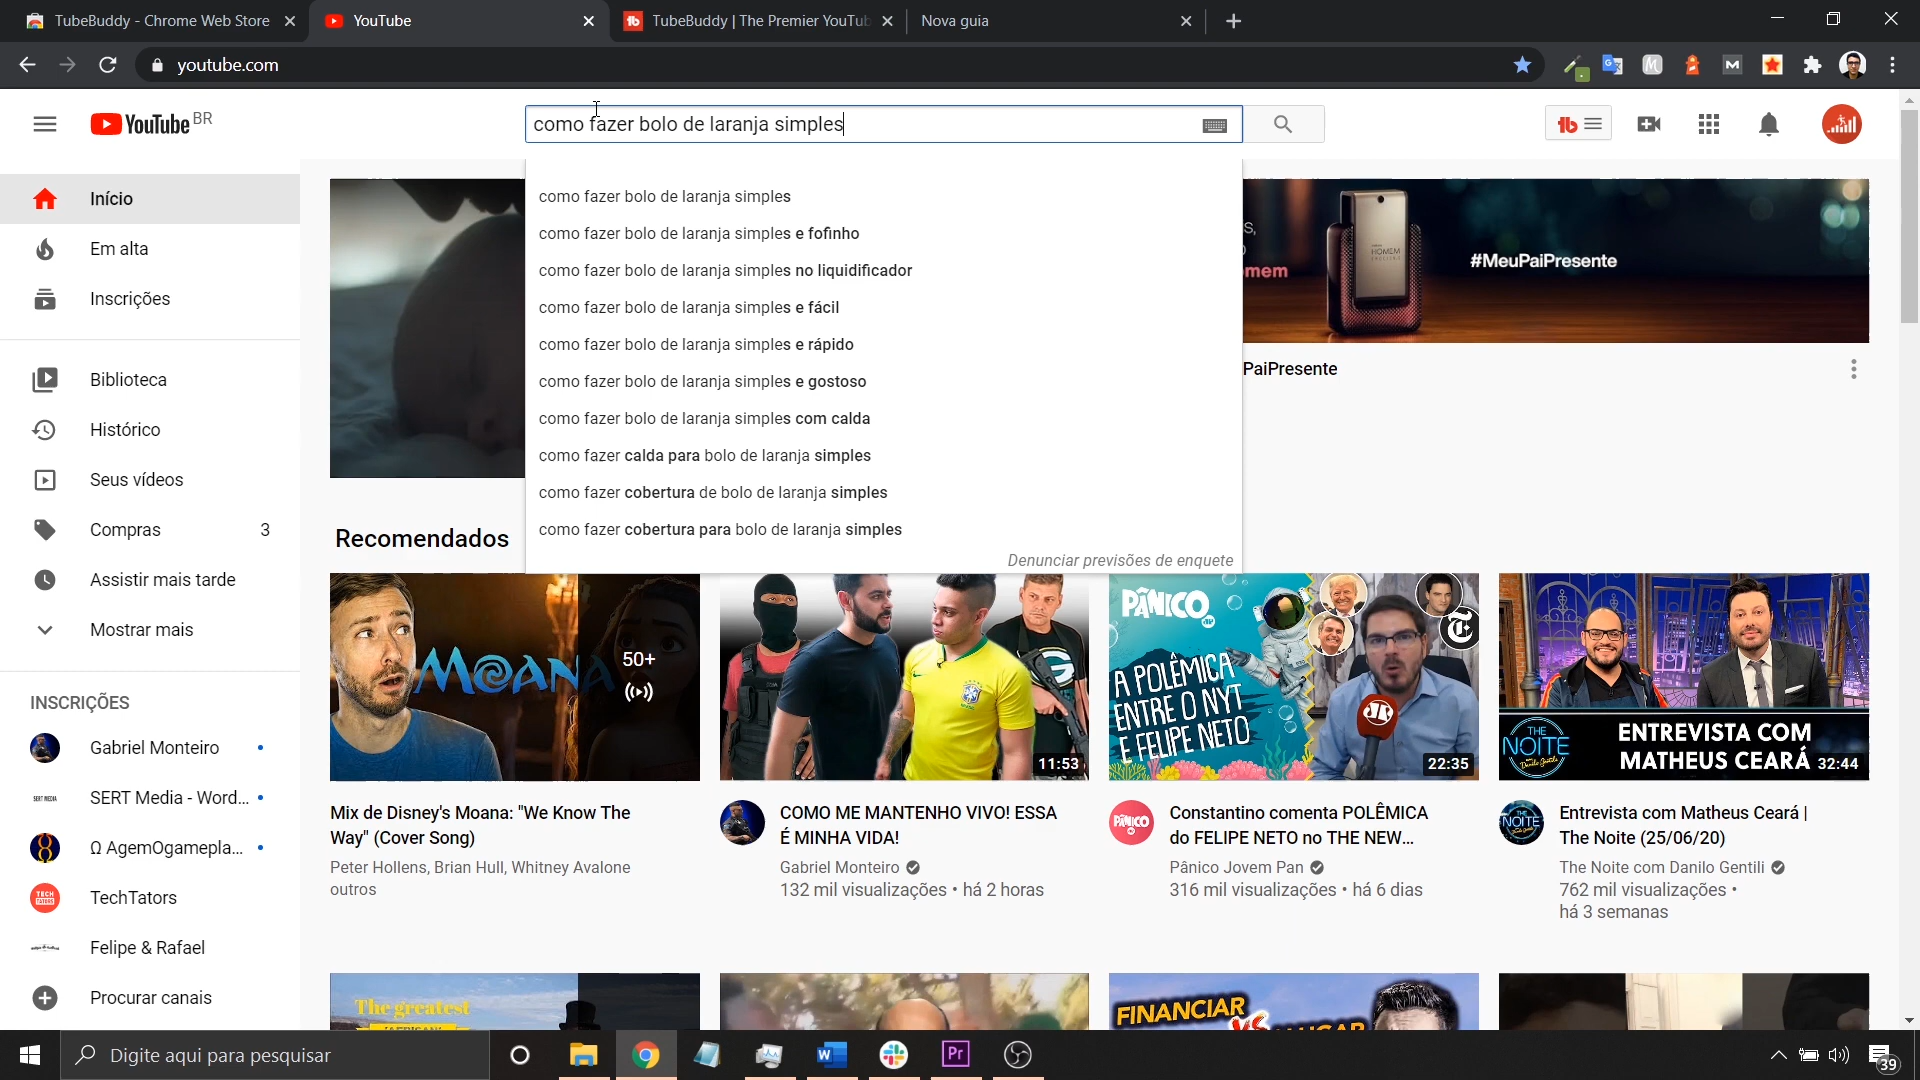 TubeBuddy - Chrome Web Store
YouTube
TubeBuddy | The Premier YouTub
Nova guia
youtube.com
YouTube BR
como fazer bolo de laranja simples
Início
Em alta
Inscrições
Biblioteca
Histórico
Seus vídeos
Compras 3
Assistir mais tarde
Mostrar mais
INSCRIÇÕES
Gabriel Monteiro
SERT Media - Word...
Ω AgemOgamepla...
TechTators
Felipe & Rafael
Procurar canais
como fazer bolo de laranja simples
como fazer bolo de laranja simples e fofinho
como fazer bolo de laranja simples no liquidificador
como fazer bolo de laranja simples e fácil
como fazer bolo de laranja simples e rápido
como fazer bolo de laranja simples e gostoso
como fazer bolo de laranja simples com calda
como fazer calda para bolo de laranja simples
como fazer cobertura de bolo de laranja simples
como fazer cobertura para bolo de laranja simples
Denunciar previsões de enquete
HOMEM
#MeuPaiPresente
PaiPresente
Recomendados
MOANA
50+
11:53
PÂNICO
A POLÊMICA
ENTRE O NYT
E FELIPE NETO
22:35
THE
NOITE
ENTREVISTA COM
MATHEUS CEARÁ
32:44
Mix de Disney's Moana: "We Know The
Way" (Cover Song)
Peter Hollens, Brian Hull, Whitney Avalone
outros
COMO ME MANTENHO VIVO! ESSA
É MINHA VIDA!
Gabriel Monteiro
132 mil visualizações • há 2 horas
Constantino comenta POLÊMICA
do FELIPE NETO no THE NEW...
Pânico Jovem Pan
316 mil visualizações • há 6 dias
Entrevista com Matheus Ceará |
The Noite (25/06/20)
The Noite com Danilo Gentili
762 mil visualizações •
há 3 semanas
The greatest
FINANCIAR
VS
Digite aqui para pesquisar
39